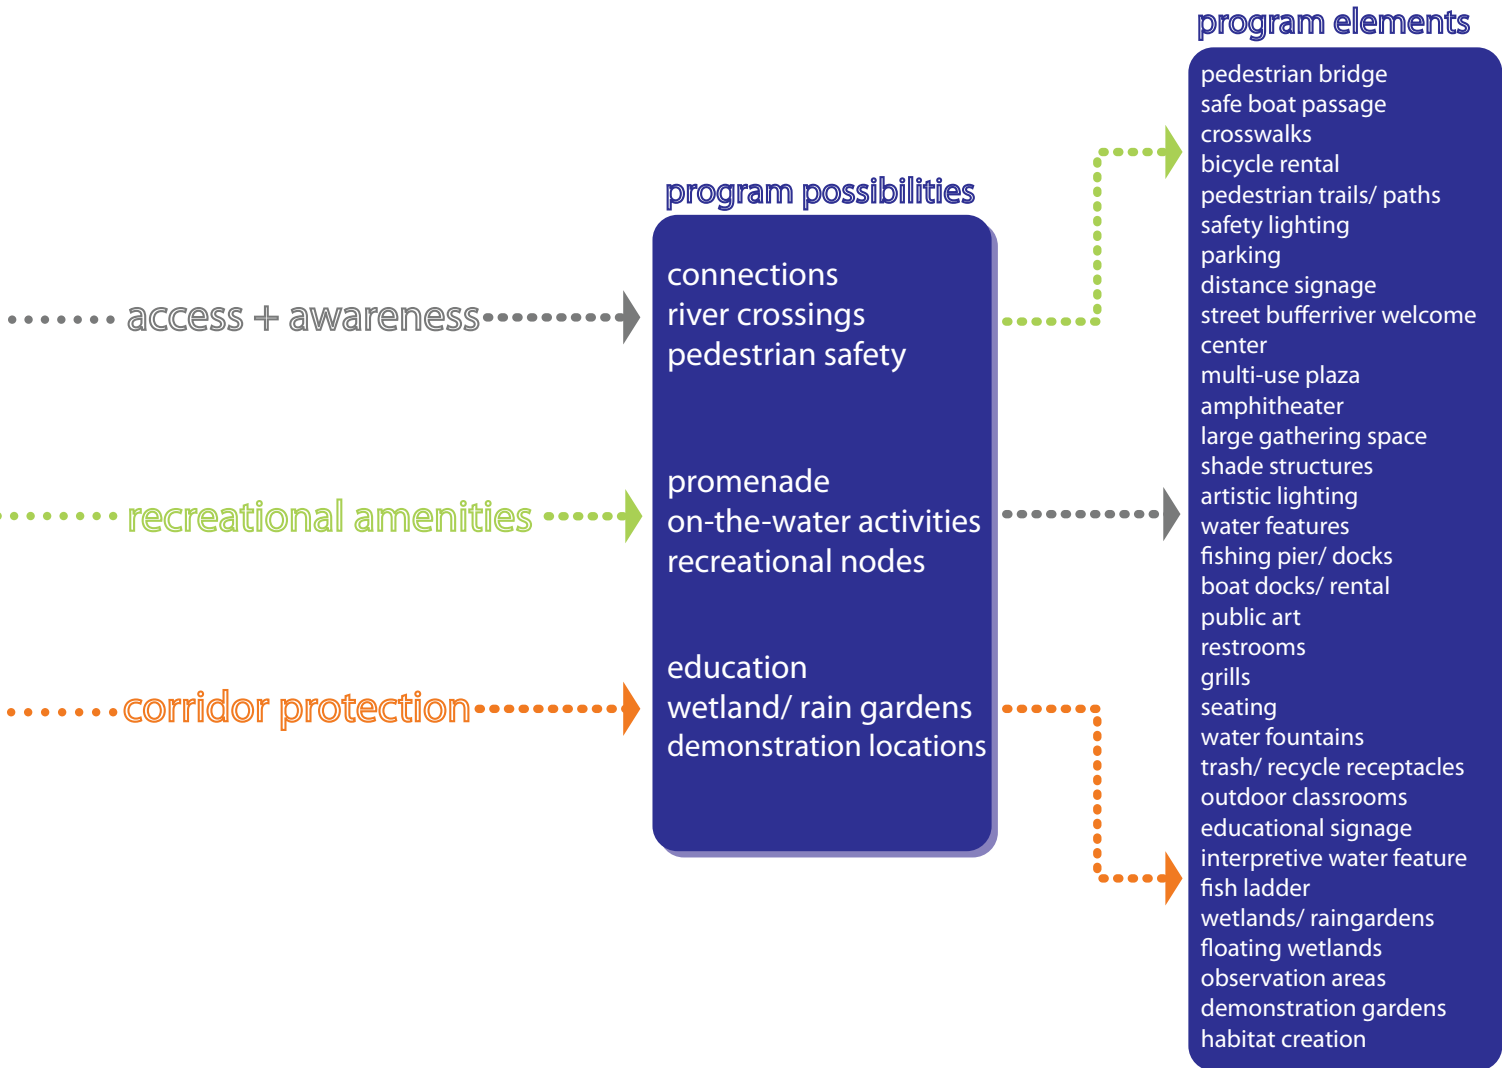 access + awareness
recreational amenities
corridor protection
program possibilities
connections
river crossings
pedestrian safety
promenade
on-the-water activities
recreational nodes
education
wetland/ rain gardens
demonstration locations
program elements
pedestrian bridge
safe boat passage
crosswalks
bicycle rental
pedestrian trails/ paths
safety lighting
parking
distance signage
street bufferriver welcome
center
multi-use plaza
amphitheater
large gathering space
shade structures
artistic lighting
water features
fishing pier/ docks
boat docks/ rental
public art
restrooms
grills
seating
water fountains
trash/ recycle receptacles
outdoor classrooms
educational signage
interpretive water feature
fish ladder
wetlands/ raingardens
floating wetlands
observation areas
demonstration gardens
habitat creation